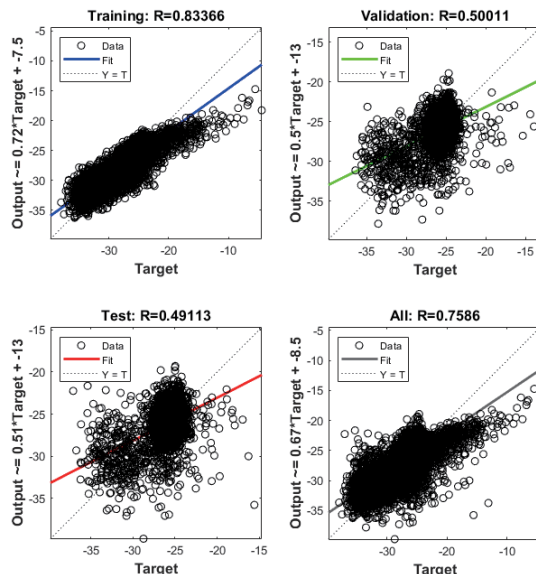 Training: R=0.83366
Output ~= 0.72*Target + -7.5
-5
-10
-15
-20
-25
-30
-35
Data
Fit
Y = T
-30
-20
-10
Target
Validation: R=0.50011
Output ~= 0.5*Target + -13
-15
-20
-25
-30
-35
Data
Fit
Y = T
-35
-30
-25
-20
-15
Target
Test: R=0.49113
Output ~= 0.51*Target + -13
-15
-20
-25
-30
-35
Data
Fit
Y = T
-35
-30
-25
-20
-15
Target
All: R=0.7586
Output ~= 0.67*Target + -8.5
-5
-10
-15
-20
-25
-30
-35
Data
Fit
Y = T
-30
-20
-10
Target